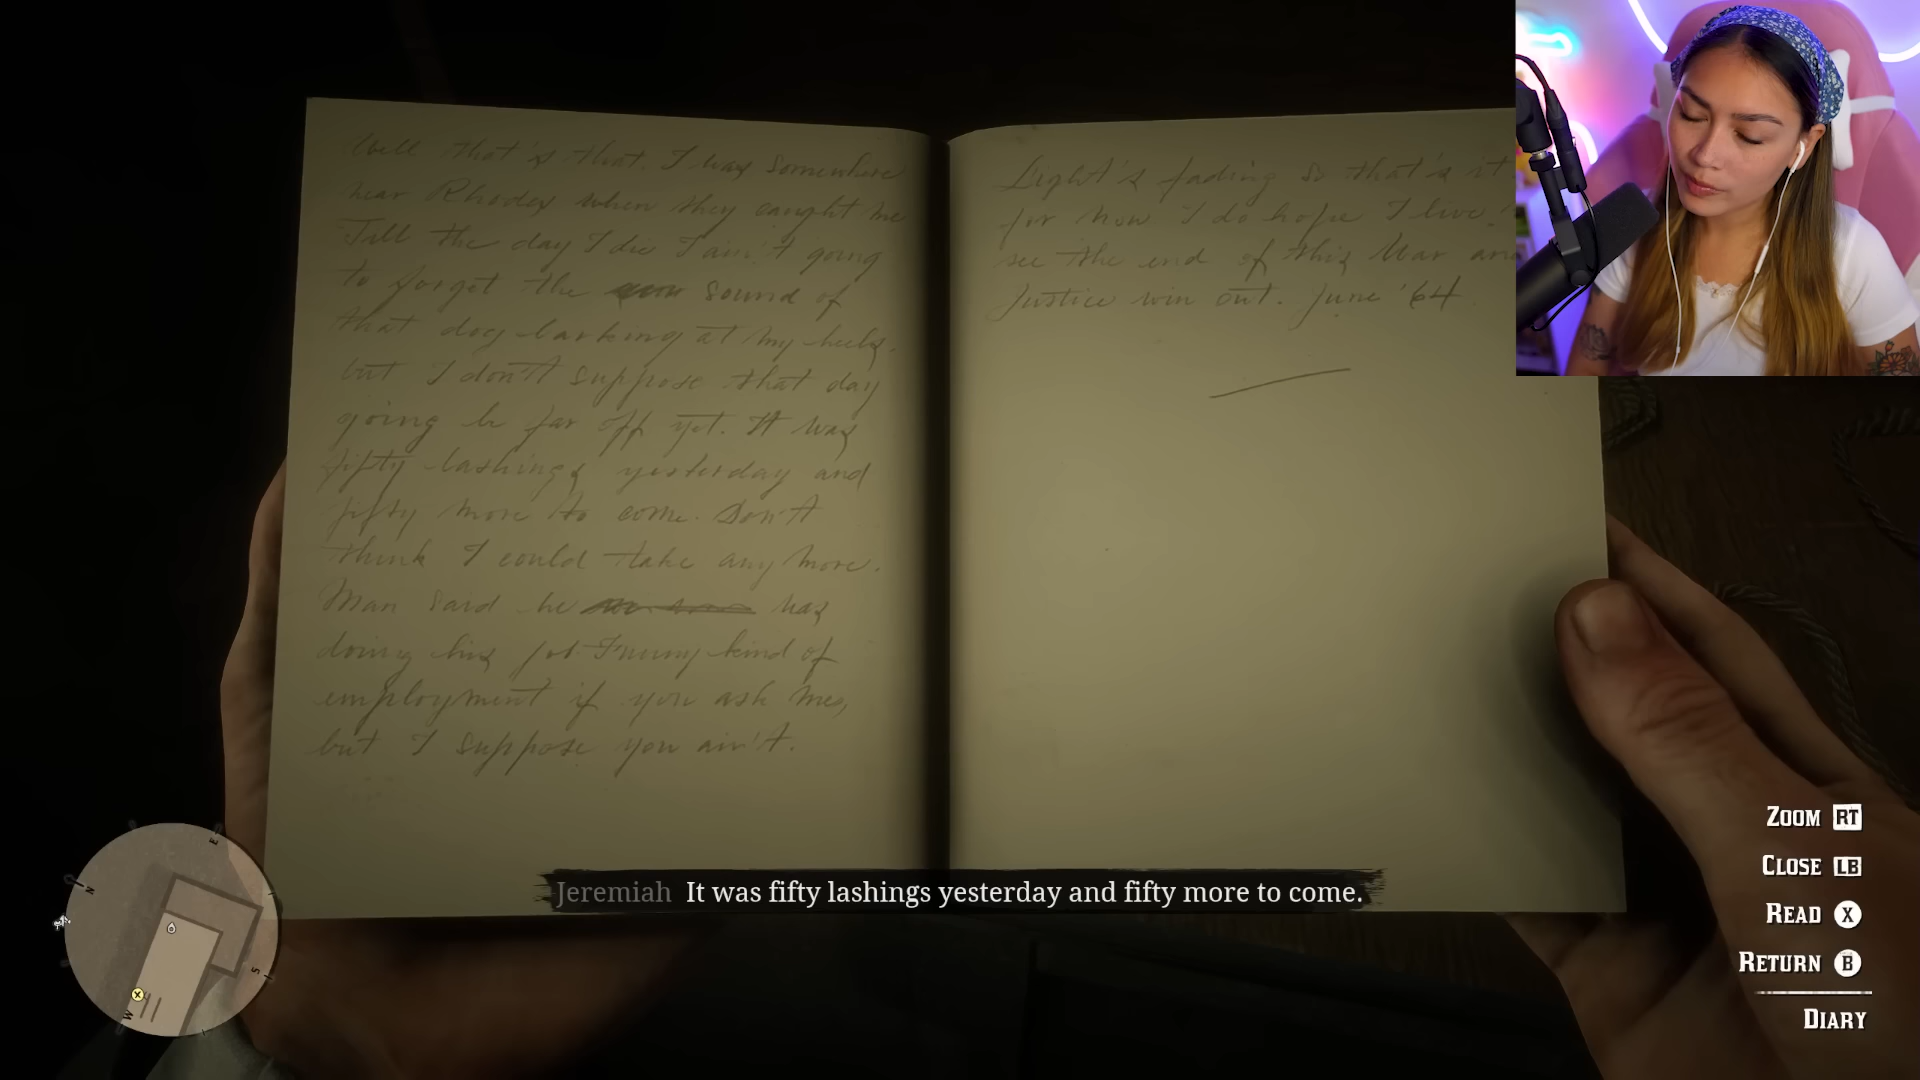 Well that's that. I was somewhere
near Rhodes when they caught me
Till the day I die I ain't going
to forget the sound of
that dog barking at my heels.
but I don't suppose that day
going be far off yet. It was
fifty lashings yesterday and
fifty more to come. Don't
think I could take any more.
Man said he was
doing his job. Funny kind of
employment if you ask me,
but I suppose you ain't.
Light's fading so that's it
for now I do hope I live
see the end of this War and
Justice win out. June '64
Jeremiah It was fifty lashings yesterday and fifty more to come.
ZOOM RT
CLOSE LB
READ X
RETURN B
DIARY
N
E
S
W
X